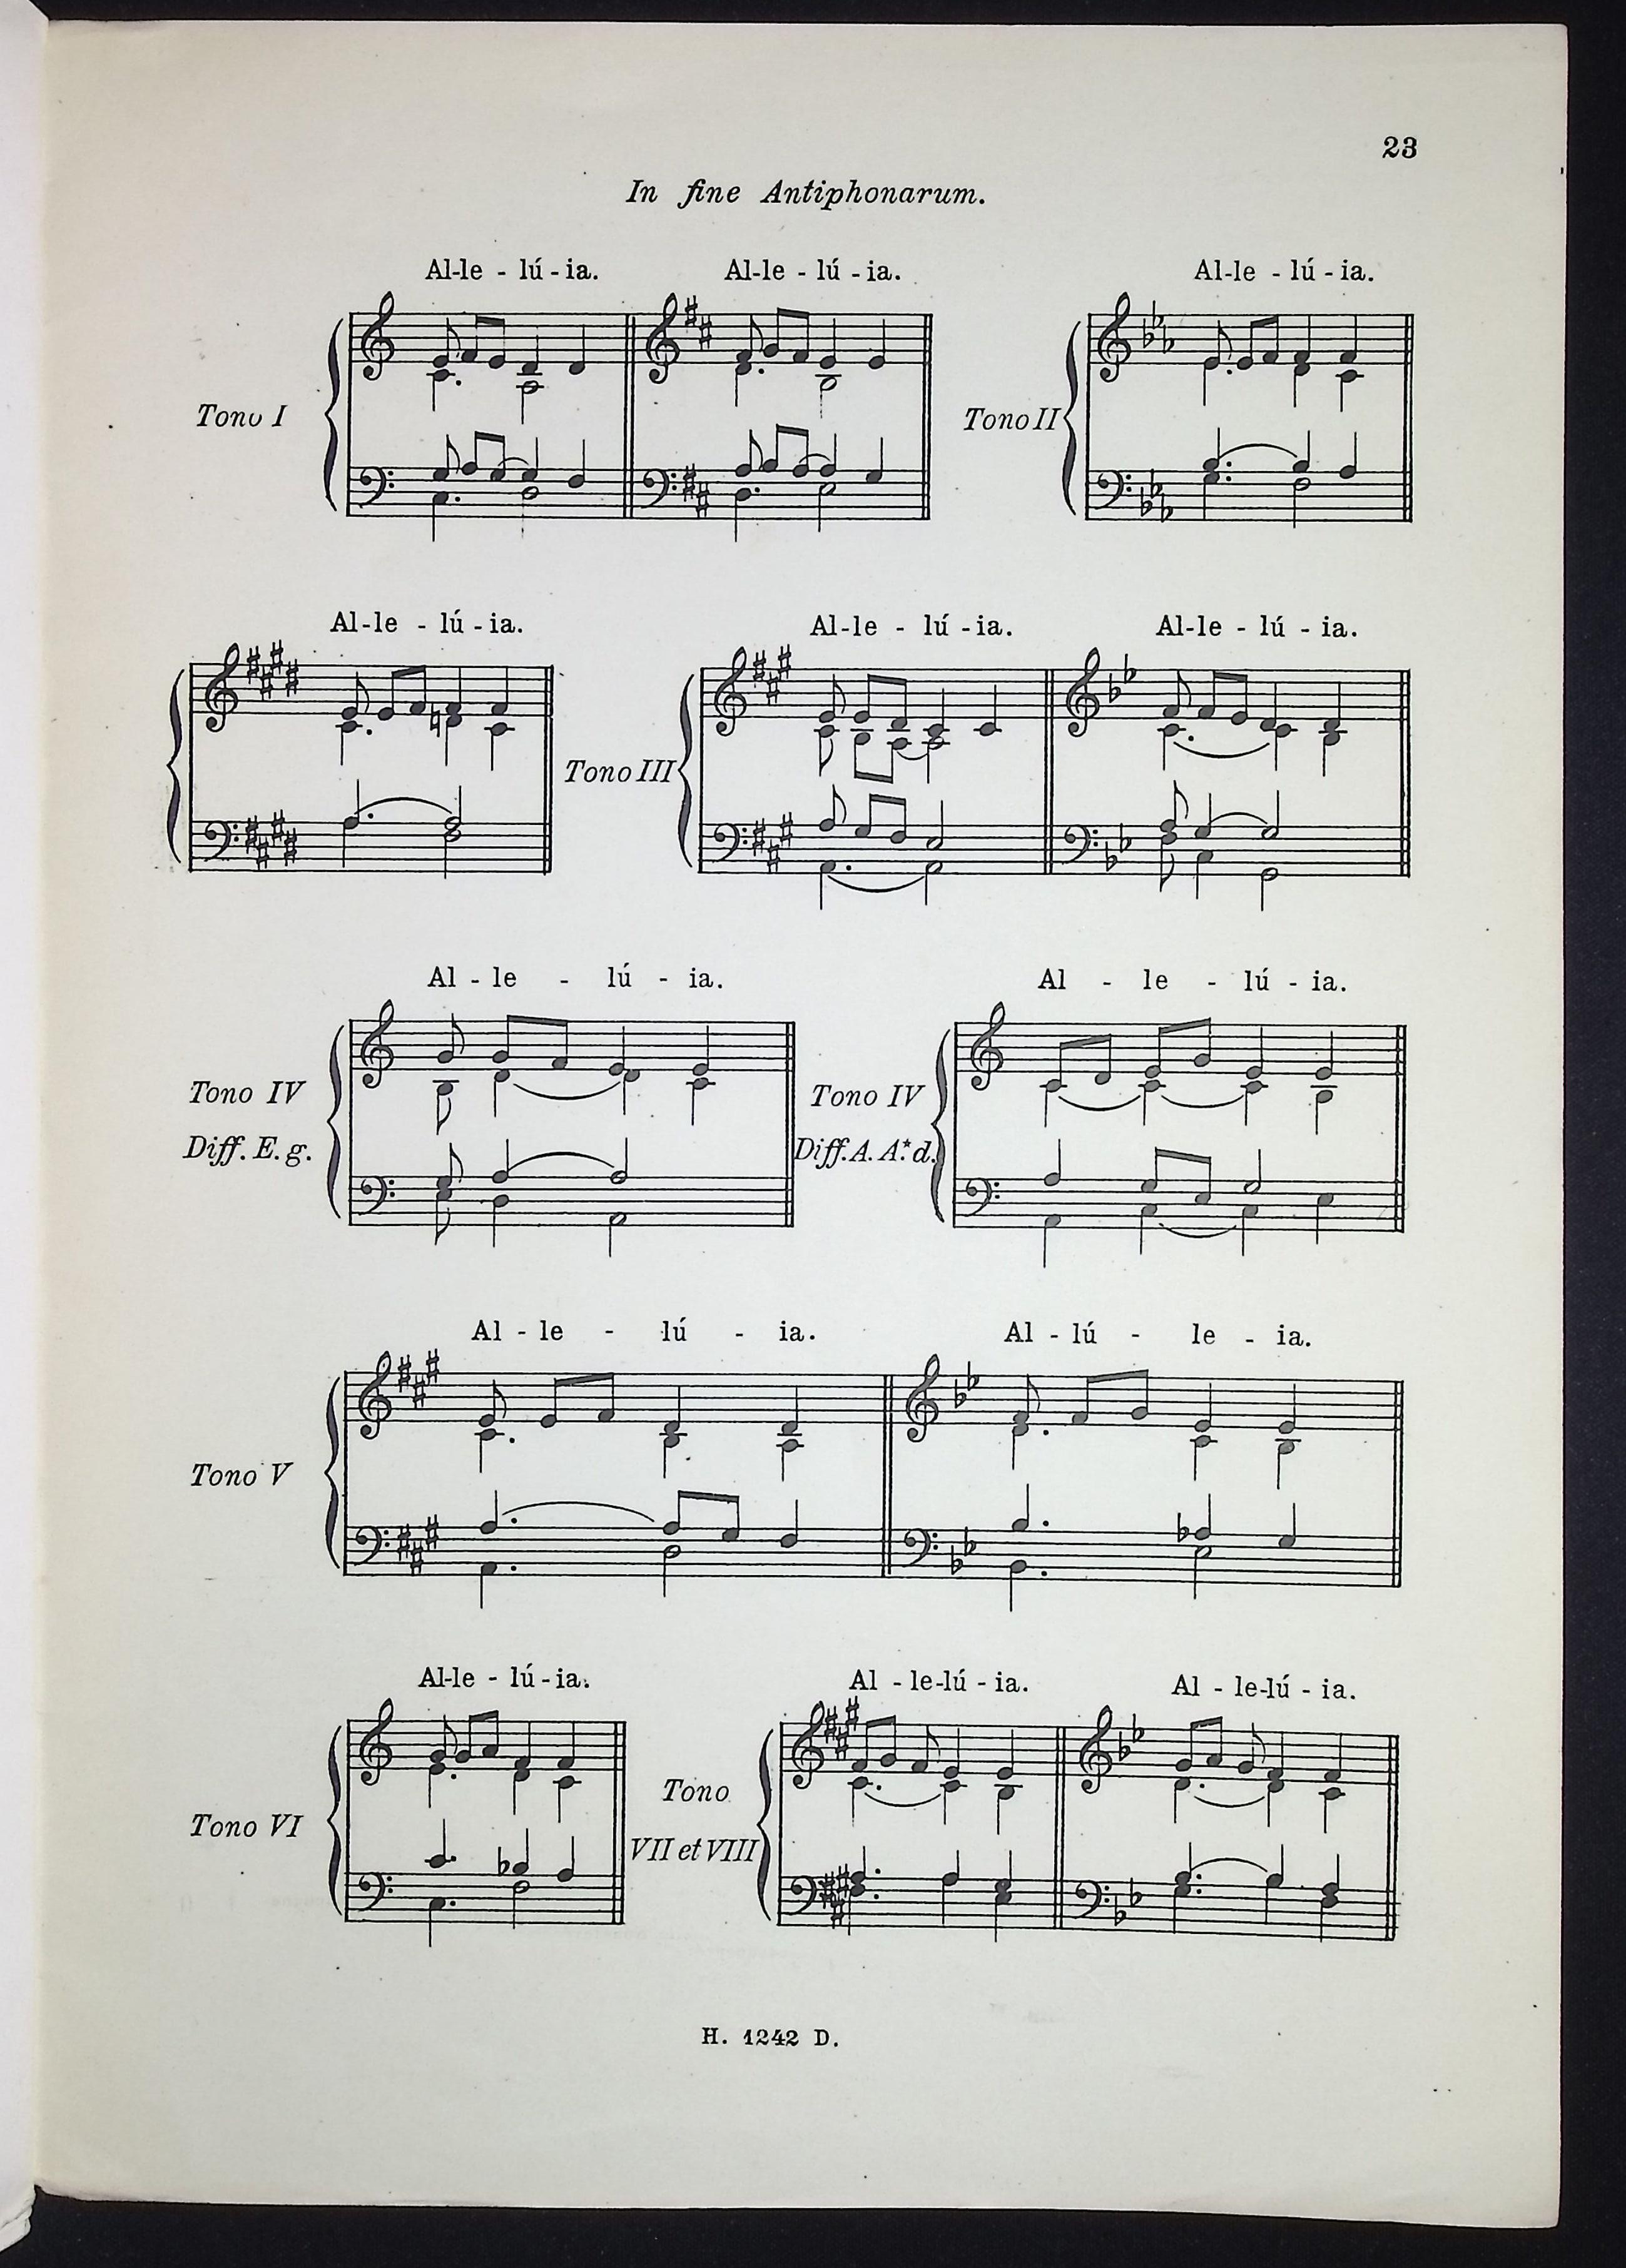 23
In fine Antiphonarum.
Al-le - lú - ia. Al-le - lú - ia. Al-le - lú - ia.
Tono I Tono II
Al-le - lú - ia. Al-le - lú - ia. Al-le - lú - ia.
Tono III
Al - le - lú - ia. Al - le - lú - ia.
Tono IV Tono IV
Diff. E. g. Diff. A. A.* d.
Al - le - lú - ia. Al - lú - le - ia.
Tono V
Al-le - lú - ia. Al - le-lú - ia. Al - le-lú - ia.
Tono
Tono VI VII et VIII
H. 1242 D.